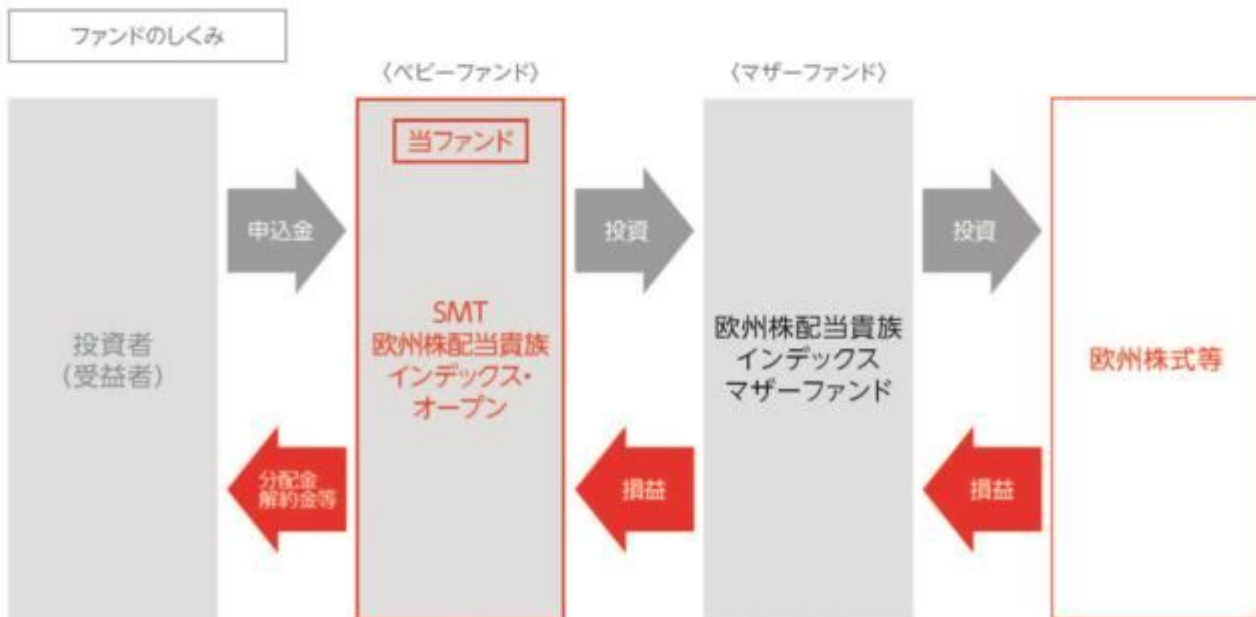 ファンドのしくみ
〈ベビーファンド〉
〈マザーファンド〉
投資者
(受益者)
申込金
分配金
解約金等
当ファンド
SMT
欧州株配当貴族
インデックス・
オープン
投資
損益
欧州株配当貴族
インデックス
マザーファンド
投資
損益
欧州株式等